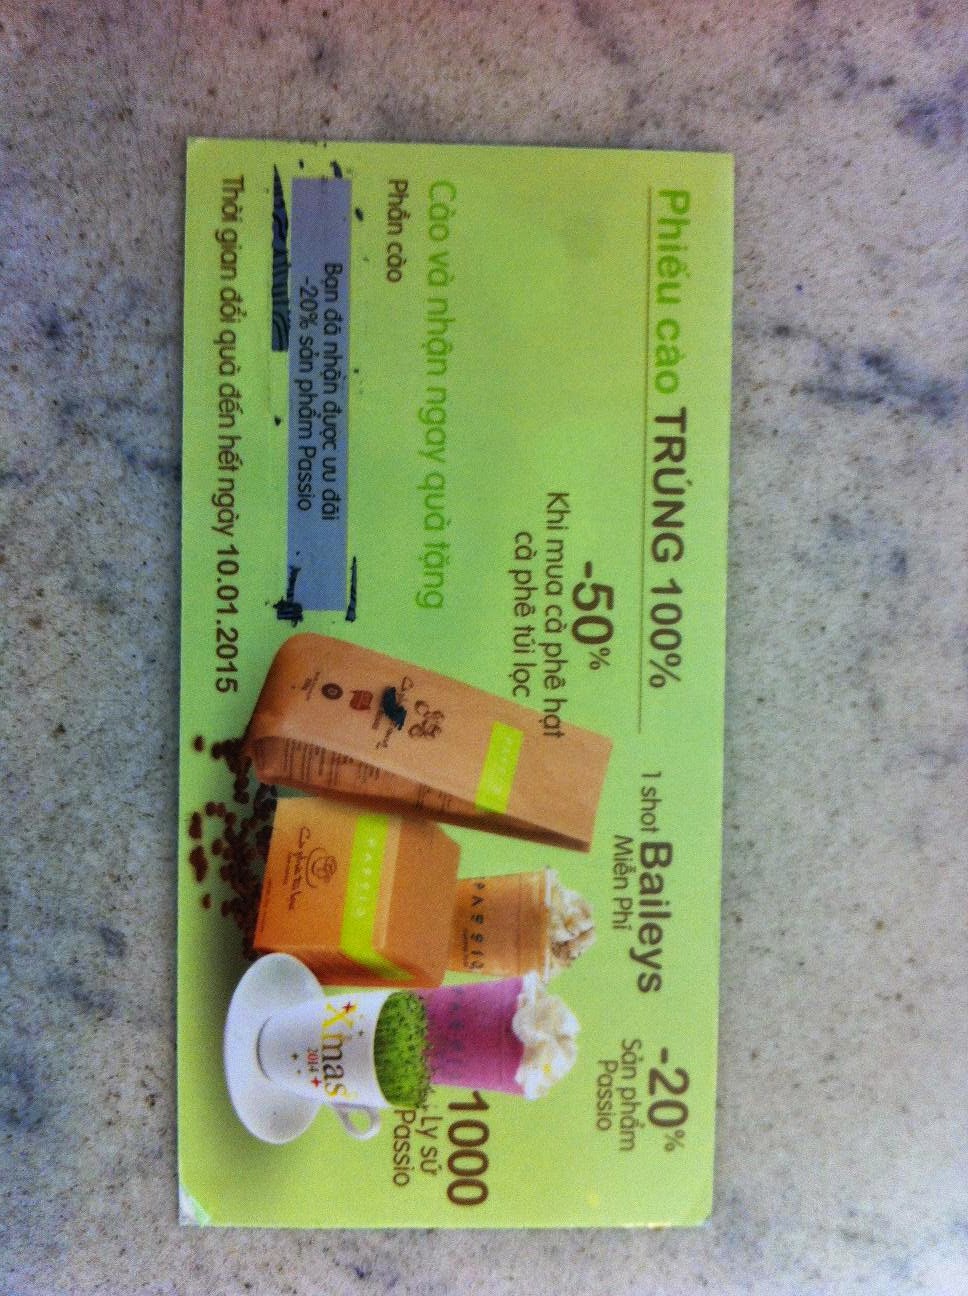 Phiếu cào TRÚNG 100%
1 shot Baileys
Miễn Phí
-20%
Sản phẩm
Passio
-50%
Khi mua cà phê hạt
cà phê túi lọc
Cào và nhận ngay quà tặng
Phần cào
Bạn đã nhận được ưu đãi
-20% sản phẩm Passio
Thời gian đổi quà đến hết ngày 10.01.2015
1000
Ly sứ
Passio
PASSIO
PASSIO
Xmas
2014